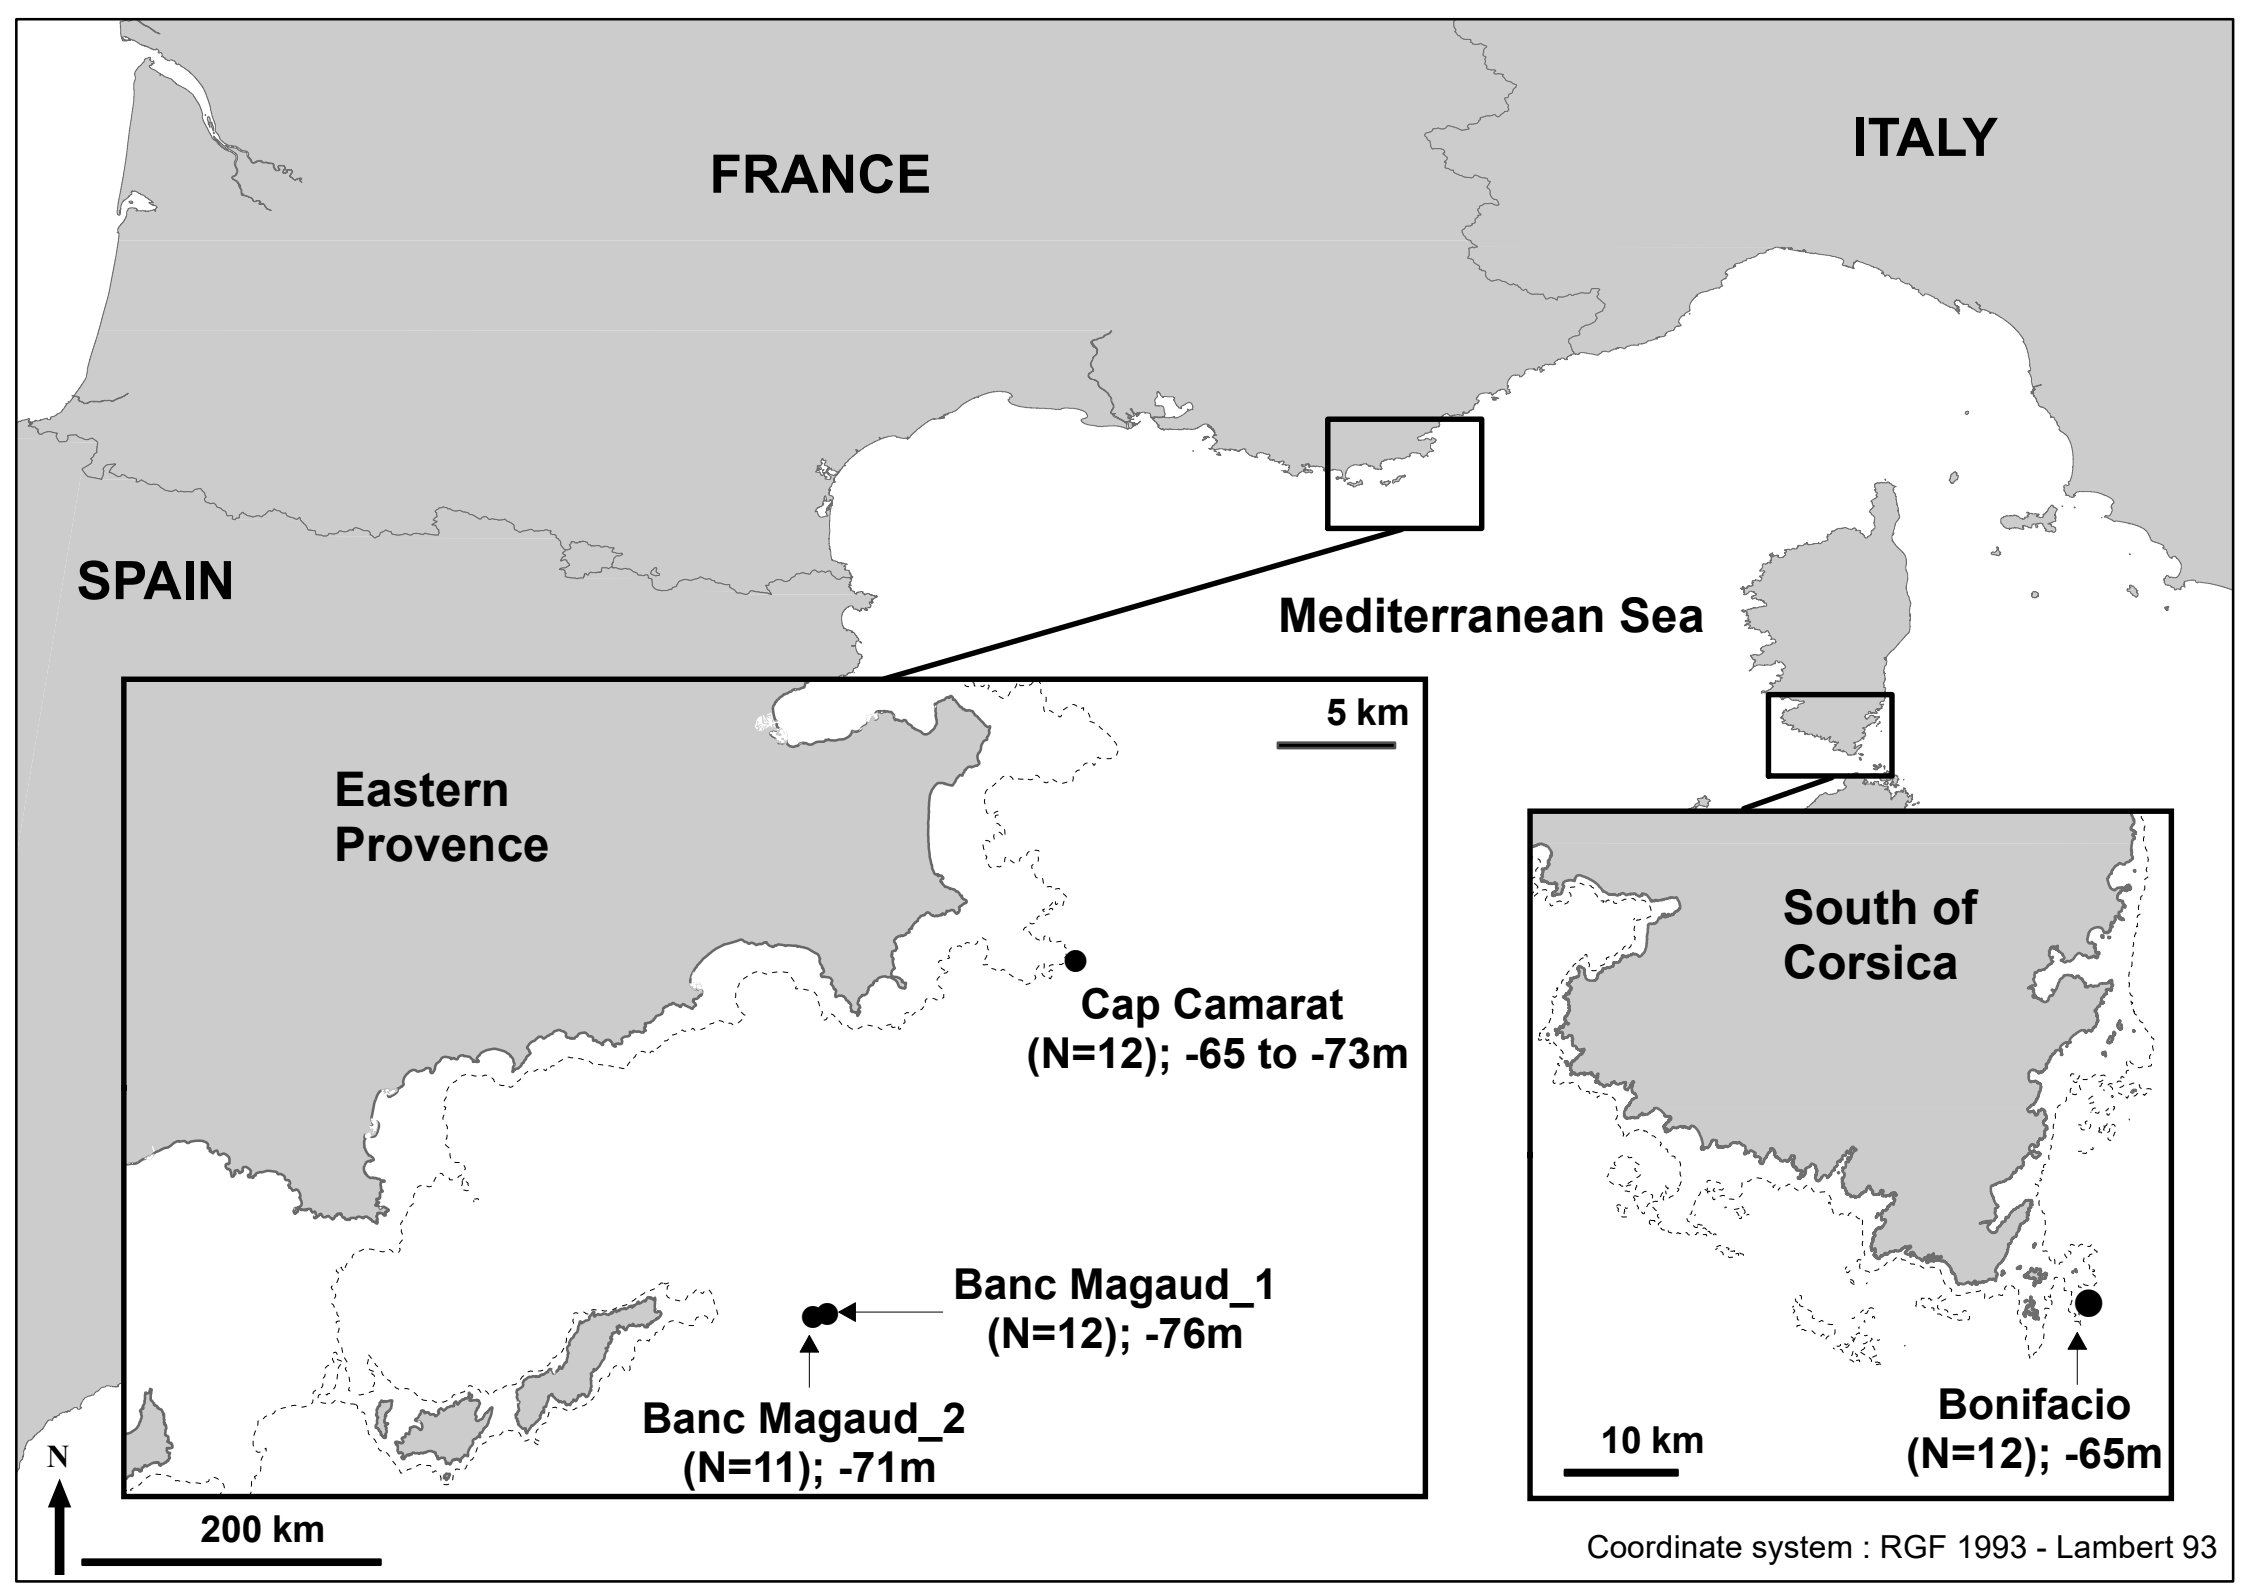 FRANCE
ITALY
SPAIN
Mediterranean Sea
5 km
Eastern
Provence
Cap Camarat
(N=12); -65 to -73m
Banc Magaud_1
(N=12); -76m
Banc Magaud_2
(N=11); -71m
South of
Corsica
Bonifacio
(N=12); -65m
10 km
N
200 km
Coordinate system : RGF 1993 - Lambert 93